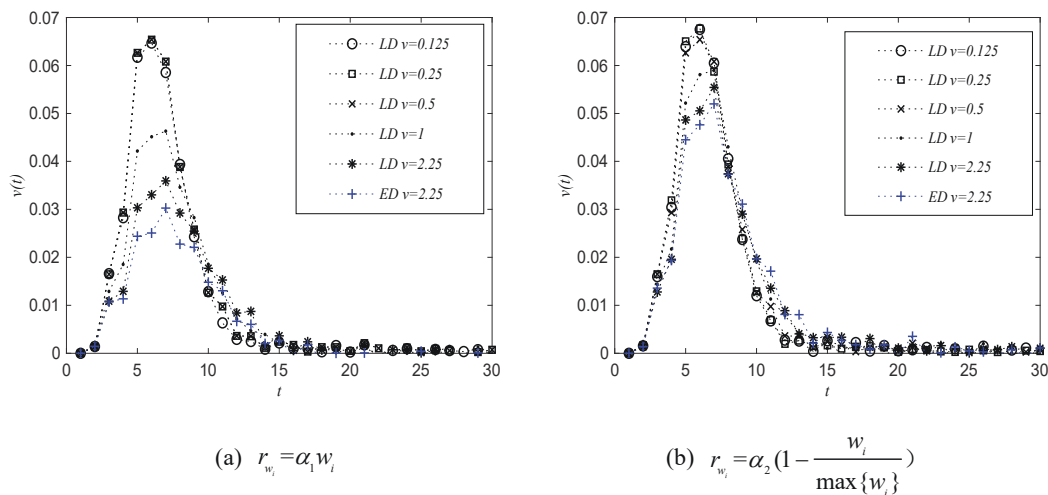 0.07
0.06
0.05
0.04
0.03
0.02
0.01
0
v(t)
0 5 10 15 20 25 30
t
LD v=0.125
LD v=0.25
LD v=0.5
LD v=1
LD v=2.25
ED v=2.25
(a) r_{w_i}=α_1w_i
0.07
0.06
0.05
0.04
0.03
0.02
0.01
0
v(t)
0 5 10 15 20 25 30
t
LD v=0.125
LD v=0.25
LD v=0.5
LD v=1
LD v=2.25
ED v=2.25
(b) r_{w_i}=α_2(1-\frac{w_i}{max{w_i}})